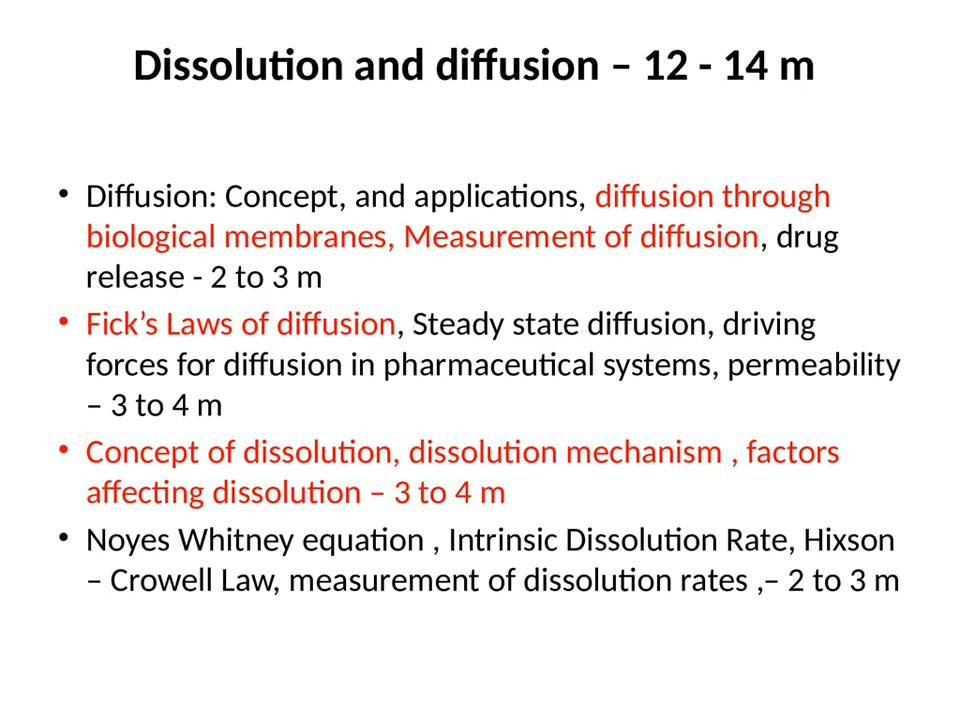 Dissolution and diffusion – 12 - 14 m
• Diffusion: Concept, and applications, diffusion through
biological membranes, Measurement of diffusion, drug
release - 2 to 3 m
• Fick’s Laws of diffusion, Steady state diffusion, driving
forces for diffusion in pharmaceutical systems, permeability
– 3 to 4 m
• Concept of dissolution, dissolution mechanism , factors
affecting dissolution – 3 to 4 m
• Noyes Whitney equation , Intrinsic Dissolution Rate, Hixson
– Crowell Law, measurement of dissolution rates ,– 2 to 3 m